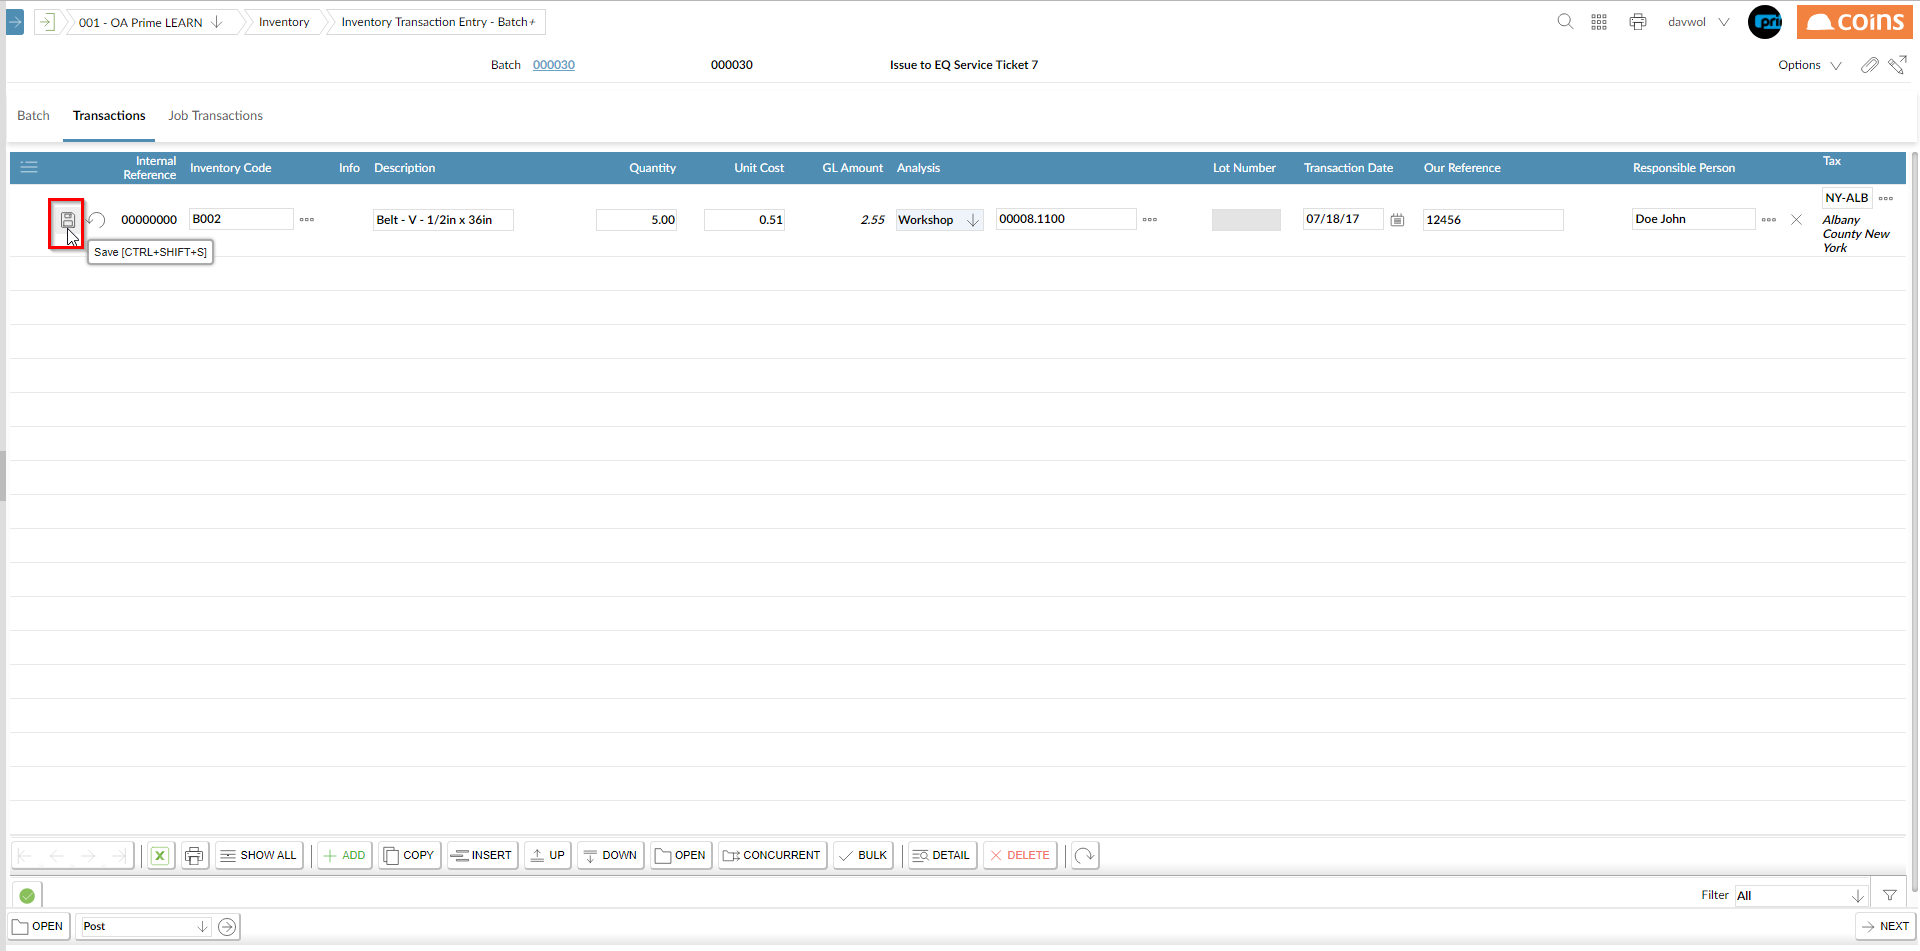 001 - OA Prime LEARN
Inventory
Inventory Transaction Entry - Batch+
davwol
pri
coins
Batch 000030
000030
Issue to EQ Service Ticket 7
Options
Batch
Transactions
Job Transactions
Internal Reference
Inventory Code
Info
Description
Quantity
Unit Cost
GL Amount
Analysis
Lot Number
Transaction Date
Our Reference
Responsible Person
Tax
00000000
B002
Belt - V - 1/2in x 36in
5.00
0.51
2.55
Workshop
00008.1100
07/18/17
12456
Doe John
NY-ALB
Albany
County New
York
Save [CTRL+SHIFT+S]
SHOW ALL
ADD
COPY
INSERT
UP
DOWN
OPEN
CONCURRENT
BULK
DETAIL
DELETE
Filter All
OPEN
Post
NEXT